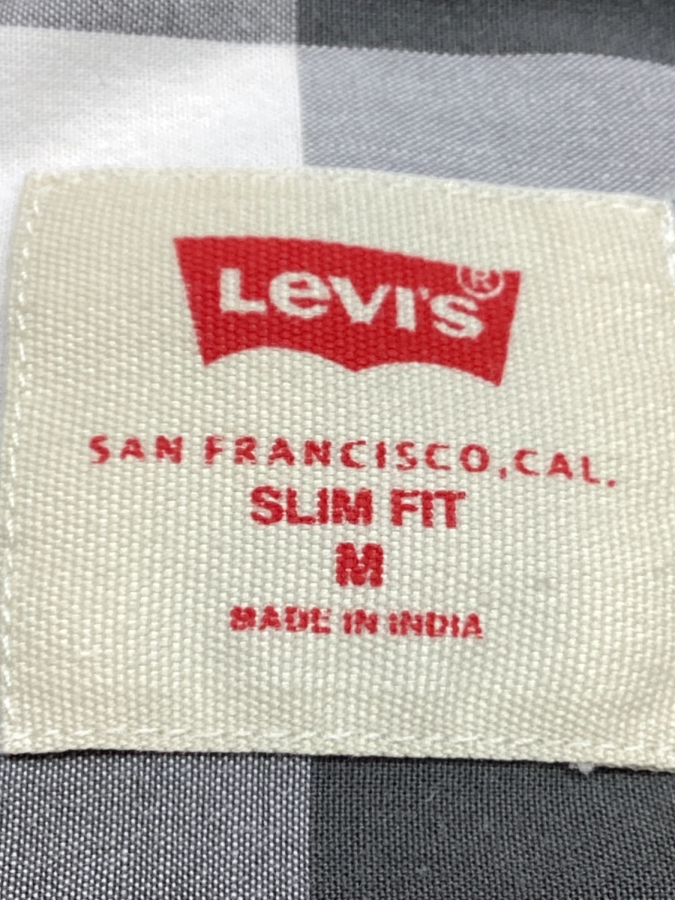 Levi's®
SAN FRANCISCO, CAL.
SLIM FIT
M
MADE IN INDIA